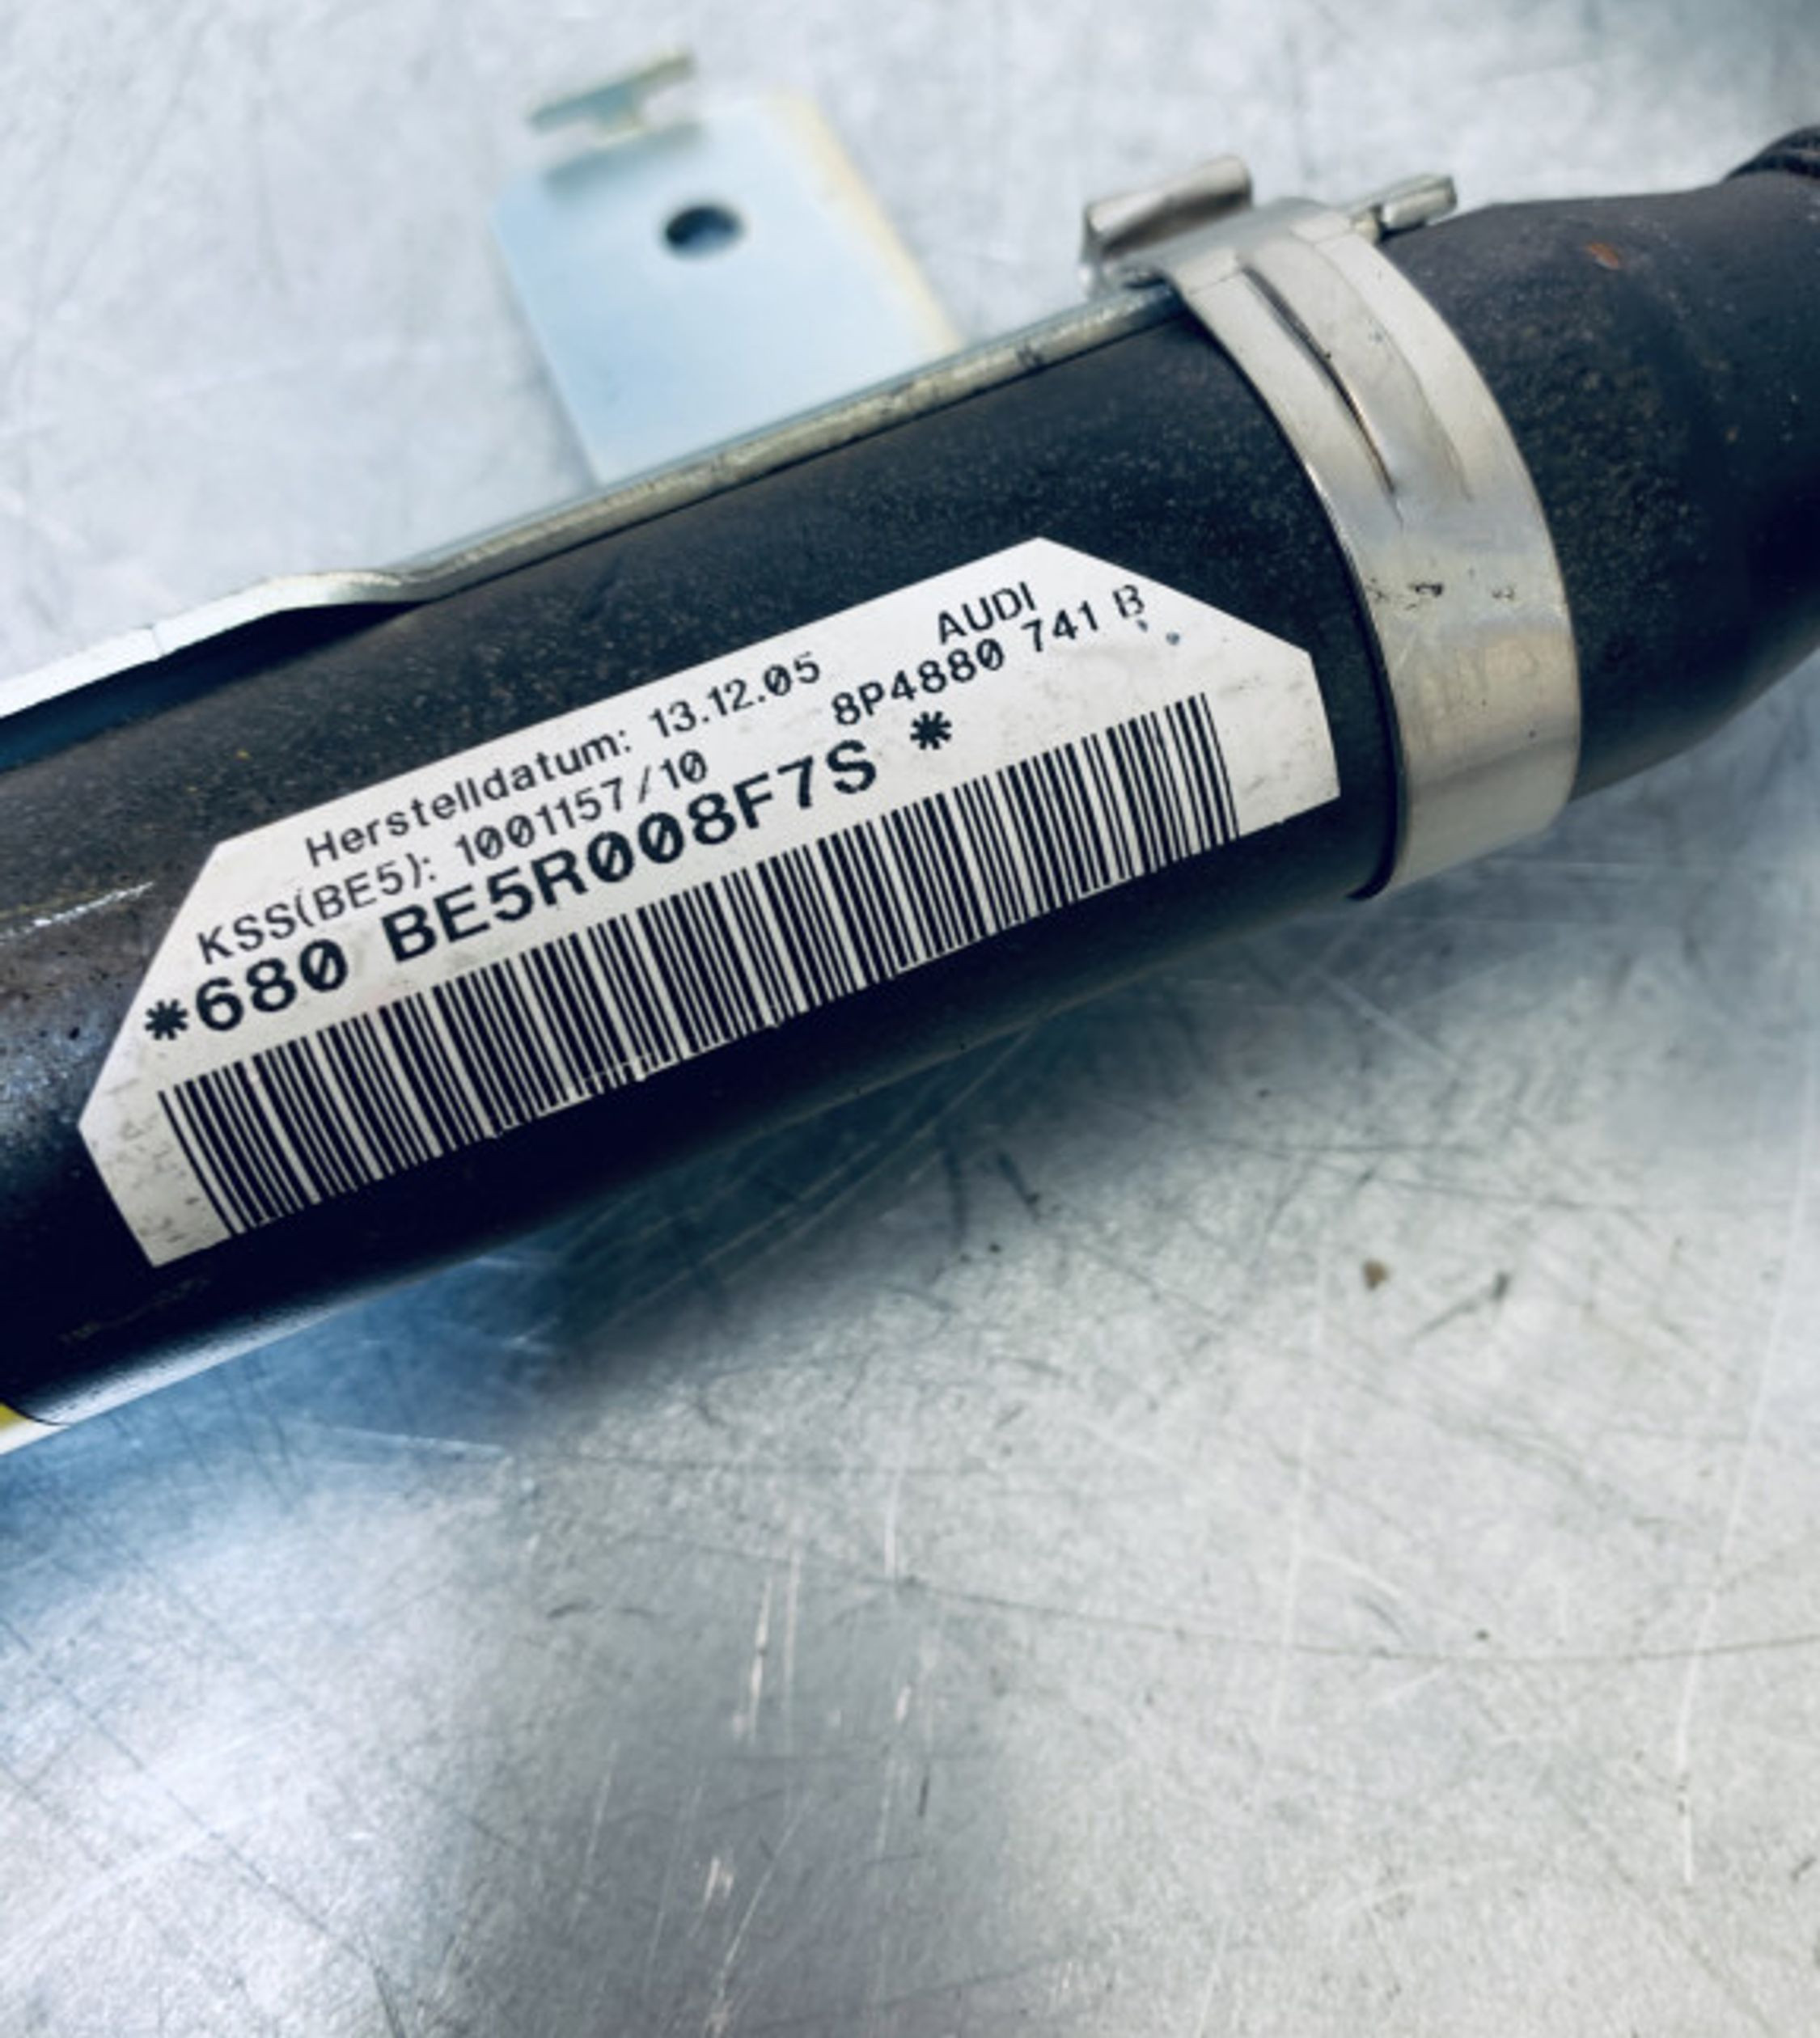 Herstelldatum: 13.12.05 AUDI
KSS(BE5): 1001157/10 8P4880 741 B
*680 BE5R008F7S *